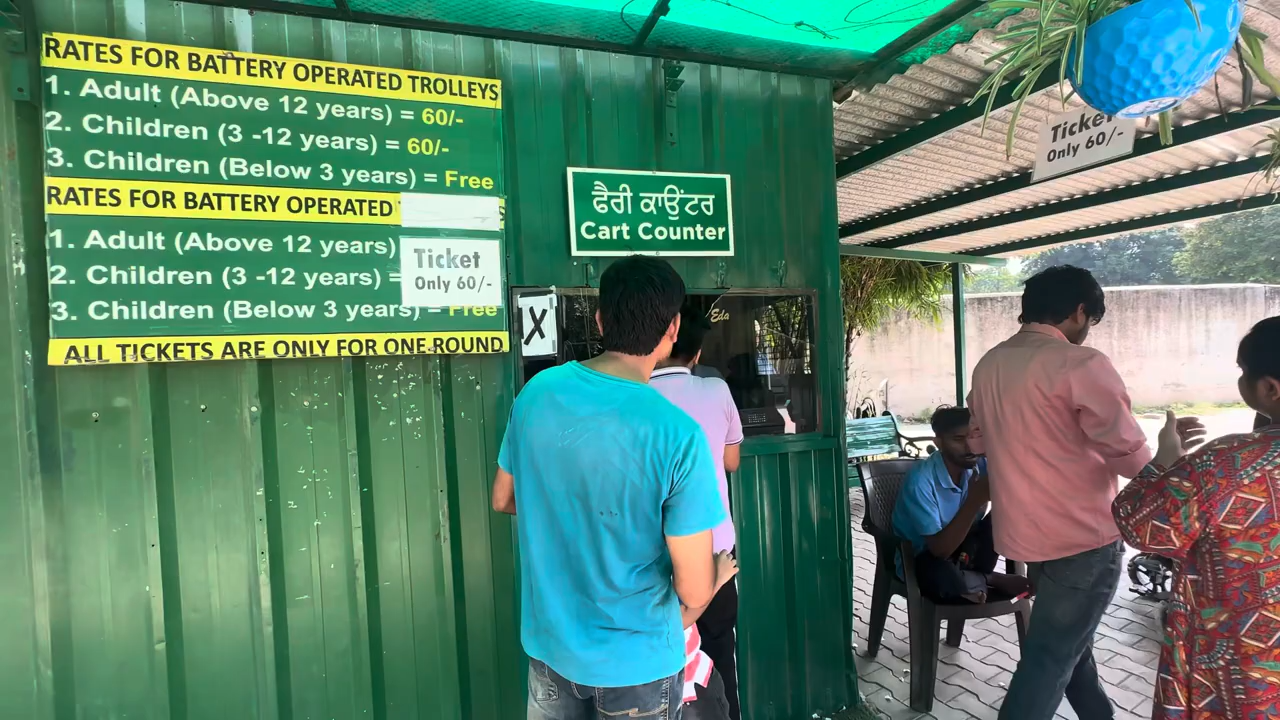 RATES FOR BATTERY OPERATED TROLLEYS
1. Adult (Above 12 years) = 60/-
2. Children (3 -12 years) = 60/-
3. Children (Below 3 years) = Free
RATES FOR BATTERY OPERATED
1. Adult (Above 12 years)
2. Children (3 -12 years) =
3. Children (Below 3 years) = Free
Ticket
Only 60/-
ALL TICKETS ARE ONLY FOR ONE ROUND
ਫੈਰੀ ਕਾਊਂਟਰ
Cart Counter
X
Eda
Ticket
Only 60/-